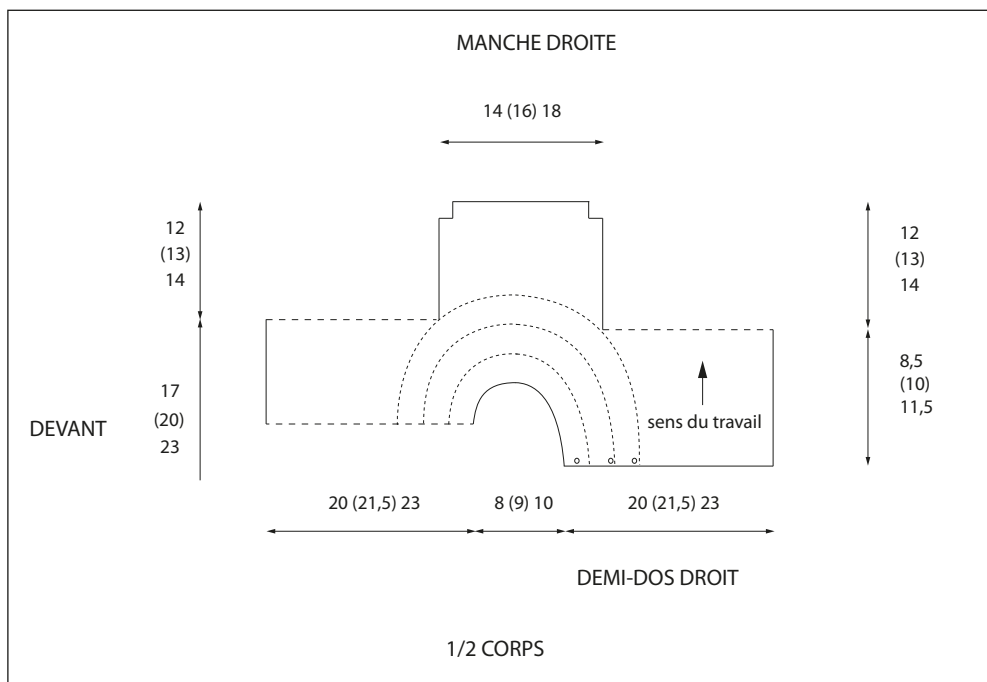 MANCHE DROITE
14 (16) 18
12
(13)
14
12
(13)
14
17
(20)
23
8,5
(10)
11,5
DEVANT
sens du travail
20 (21,5) 23
8 (9) 10
20 (21,5) 23
DEMI-DOS DROIT
1/2 CORPS